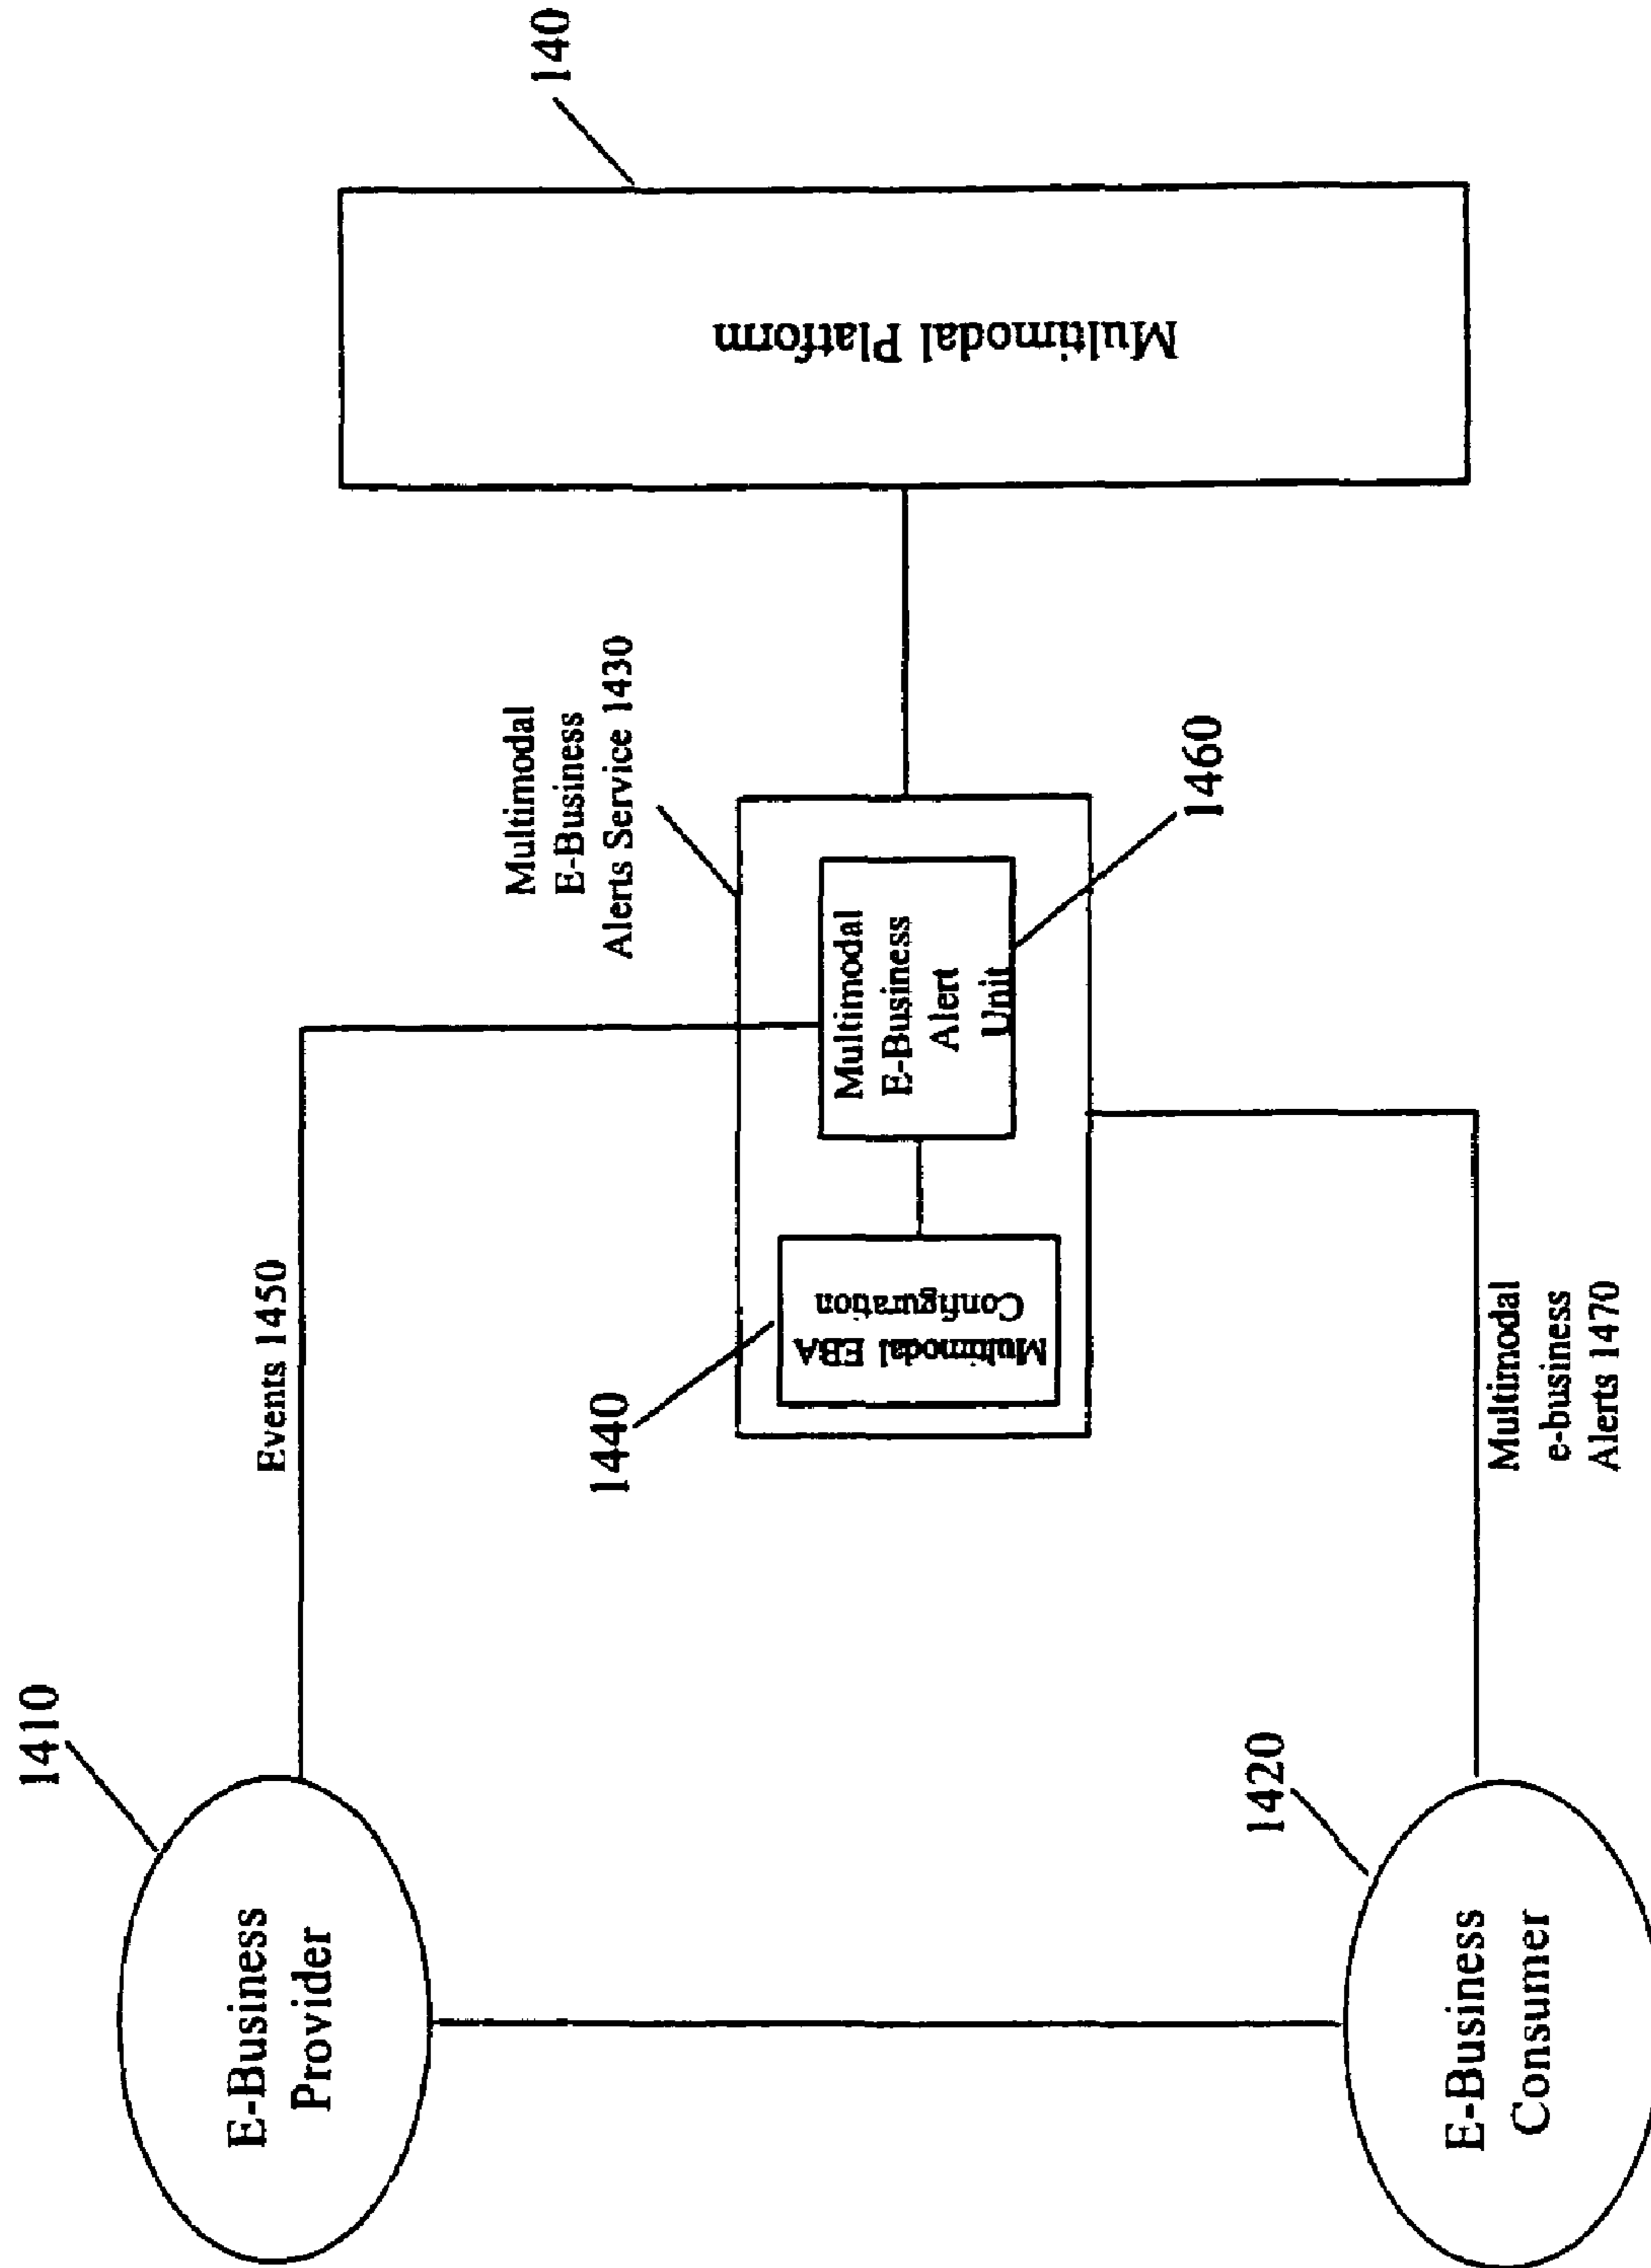 1410
E-Business
Provider
Events 1450
Multimodal
E-Business
Alerts Service 1430
140
Multimodal Platform
1440
Multimodal EBA
Configuration
Multimodal
E-Business
Alert
Unit
1460
1420
E-Business
Consumer
Multimodal
e-business
Alerts 1470